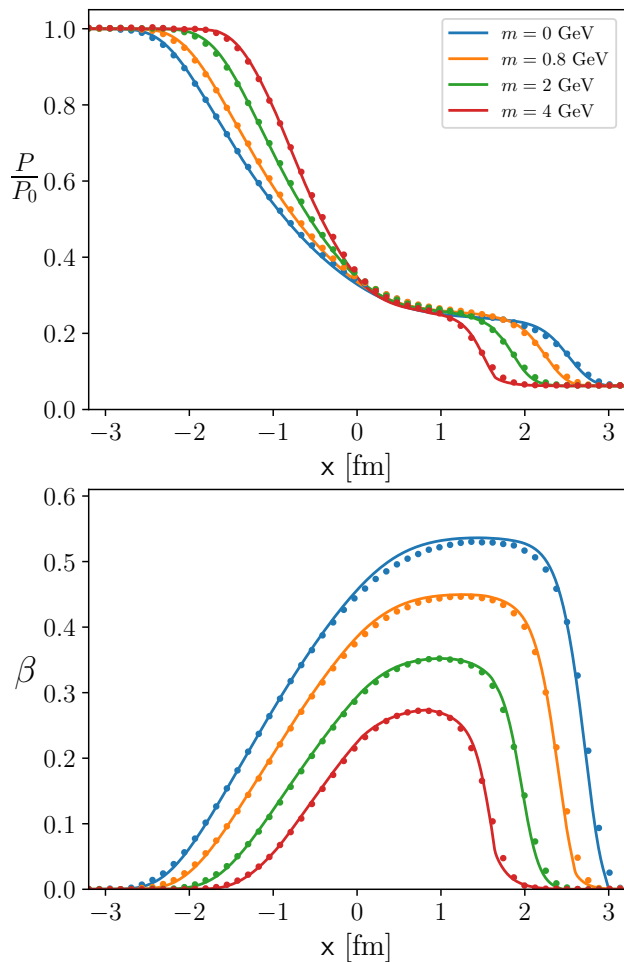 m = 0 GeV
m = 0.8 GeV
m = 2 GeV
m = 4 GeV
1.0
0.8
0.6
0.4
0.2
0.0
P
P₀
−3 −2 −1 0 1 2 3
x [fm]
0.6
0.5
0.4
0.3
0.2
0.1
0.0
β
−3 −2 −1 0 1 2 3
x [fm]